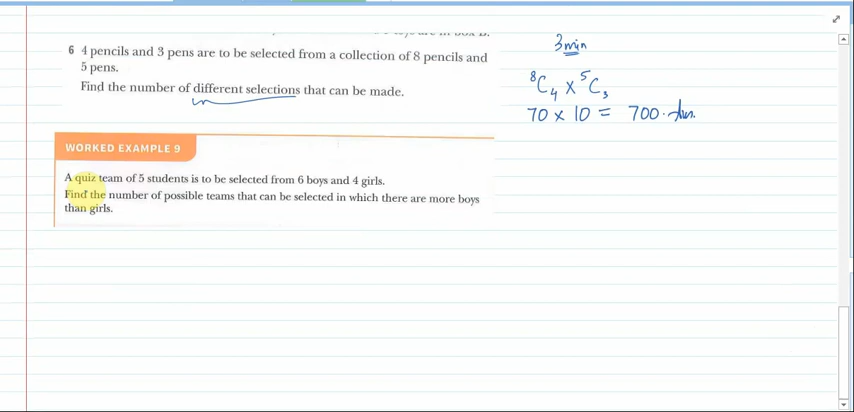 6 4 pencils and 3 pens are to be selected from a collection of 8 pencils and
5 pens.
Find the number of different selections that can be made.
3 min
⁸C₄ × ⁵C₃
70 × 10 = 700
WORKED EXAMPLE 9
A quiz team of 5 students is to be selected from 6 boys and 4 girls.
Find the number of possible teams that can be selected in which there are more boys
than girls.